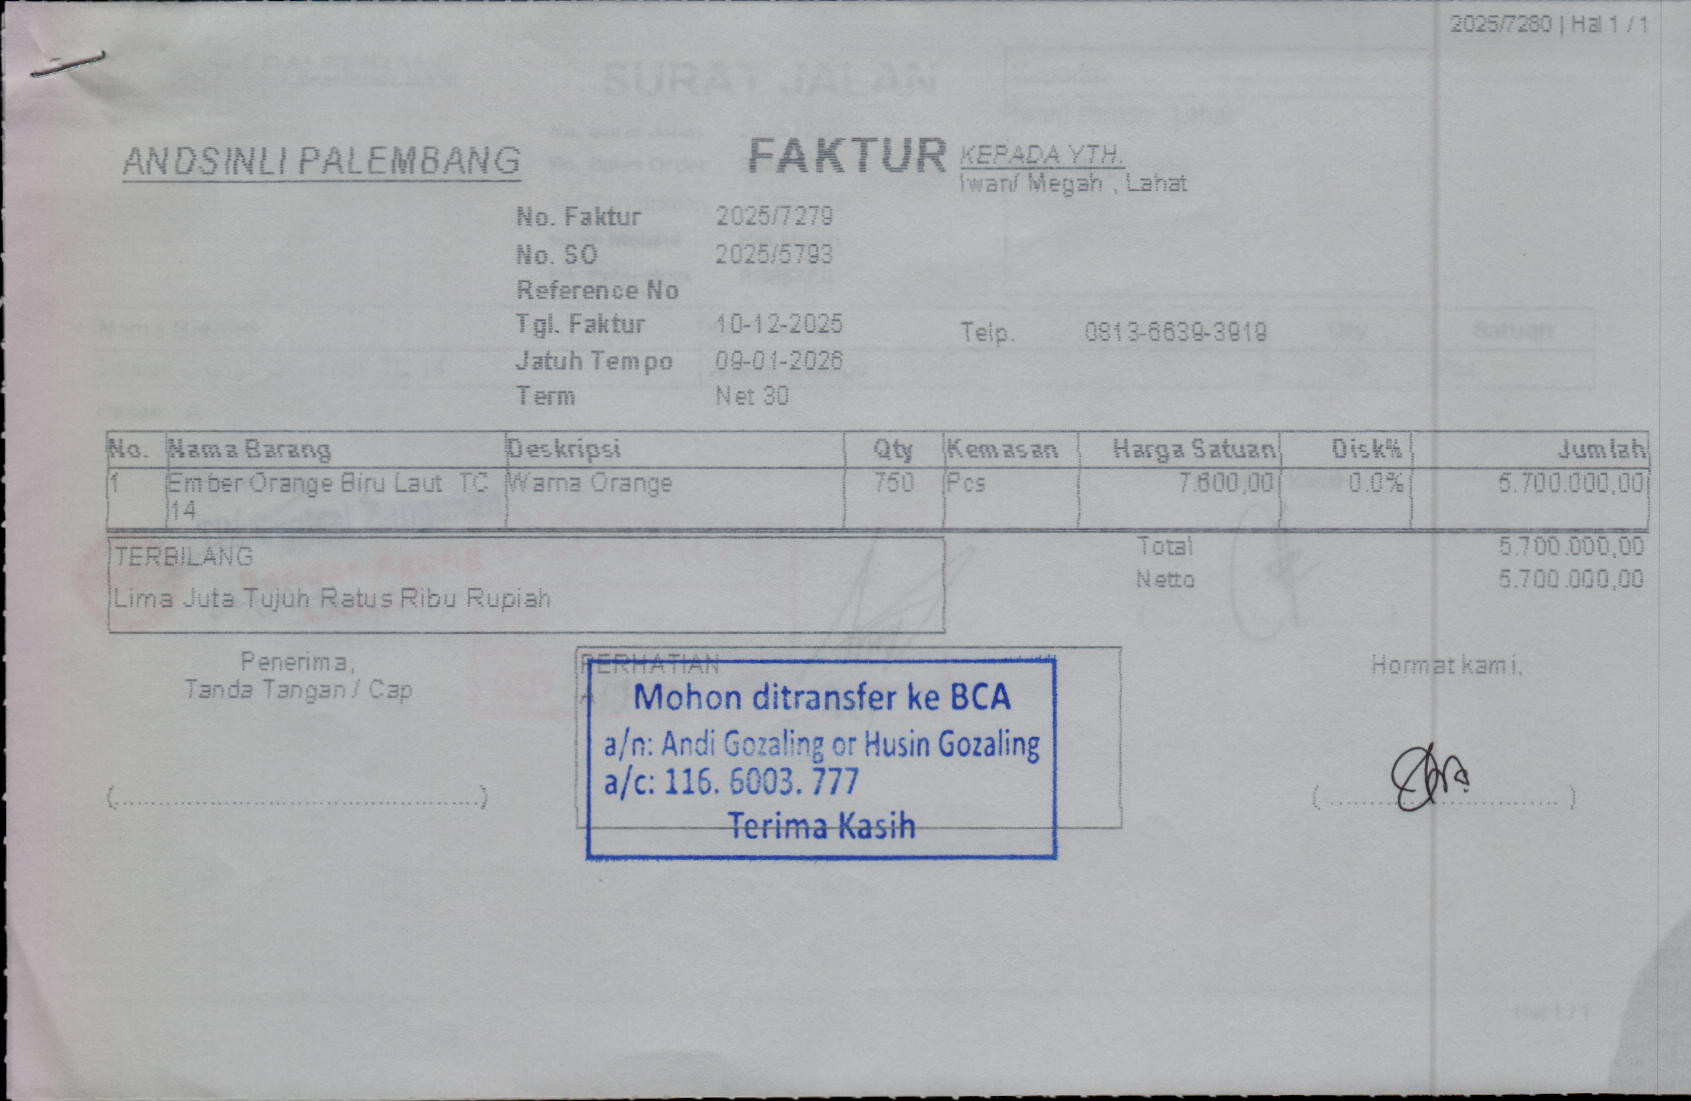 2025/7280 | Hal 1 / 1
SURAT JALAN
ANDSINLI PALEMBANG
FAKTUR
KEPADA YTH.
Iwan/ Megah , Lahat
No. Faktur 2025/7279
No. SO 2025/5793
Reference No
Tgl. Faktur 10-12-2025
Telp. 0813-6639-3919
Jatuh Tempo 09-01-2026
Term Net 30
No. Nama Barang Deskripsi Qty Kemasan Harga Satuan Disk% Jumlah
1 Ember Orange Biru Laut TC Warna Orange 750 Pcs 7.600,00 0.0% 5.700.000,00
14
TERBILANG
Lima Juta Tujuh Ratus Ribu Rupiah
Total 5.700.000,00
Netto 5.700.000,00
Penerima,
Tanda Tangan / Cap
PERHATIAN
A
Mohon ditransfer ke BCA
a/n: Andi Gozaling or Husin Gozaling
a/c: 116. 6003. 777
Terima Kasih
Hormat kami,